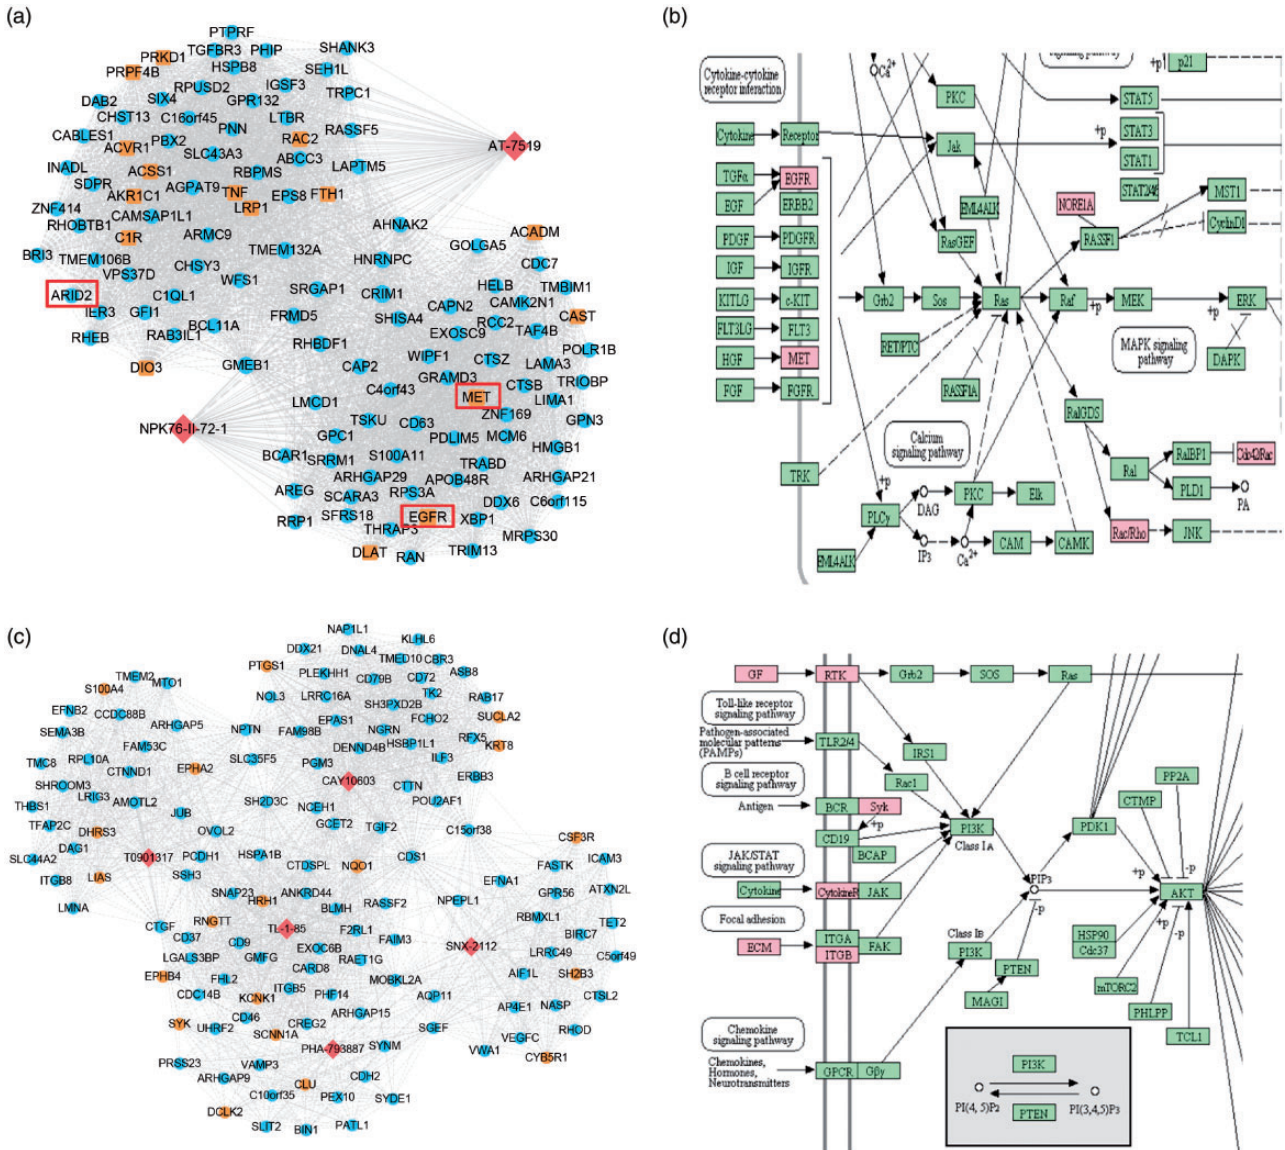 (a)
PTPRF
TGFBR3
PHIP
SHANK3
PRKD1
HSPB8
SEH1L
PRPF4B
RPUSD2
IGSF3
TRPC1
DAB2
SIX4
GPR132
CHST13
C16orf45
LTBR
CABLES1
PNN
RAC2
RASSF5
ACVR1
PBX2
SLC43A3
ABCC3
AT-7519
INADL
ACSS1
RBPMS
LAPTM5
SDPR
AGPAT9
AKR1C1
TNF
EPS8
FTH1
ZNF414
LRP1
RHOBTB1
CAMSAP1L1
AHNAK2
C1R
ARMC9
ACADM
BRI3
TMEM132A
GOLGA5
TMEM106B
HNRNPC
CDC7
VPS37D
CHSY3
WFS1
HELB
TMBIM1
ARID2
C1QL1
SRGAP1
CRIM1
CAPN2
CAMK2N1
IER3
GFI1
FRMD5
SHISA4
RCC2
CAST
RHEB
RAB3IL1
BCL11A
EXOSC9
TAF4B
RHBDF1
POLR1B
DIO3
GMEB1
CAP2
WIPF1
CTSZ
LAMA3
GRAMD3
TRIOBP
C4orf43
CTSB
LMCD1
MET
LIMA1
NPK76-II-72-1
TSKU
CD63
ZNF169
GPN3
GPC1
PDLIM5
MCM6
HMGB1
BCAR1
SRRM1
S100A11
TRABD
ARHGAP29
APOB48R
ARHGAP21
AREG
SCARA3
RPS3A
DDX6
C6orf115
RRP1
SFRS18
EGFR
XBP1
THRAP3
MRPS30
DLAT
RAN
TRIM13
(b)
Cytokine-cytokine
receptor interaction
signaling pathway
Ca2+
+p
p21
PKC
STAT5
Cytokine
Receptor
Jak
+p
STAT3
STAT1
TGFα
EGFR
EGF
ERBB2
EML4ALK
NORE1A
MST1
PDGF
PDGFR
RasGEF
RASSF1
CyclinD1
IGF
IGFR
KITLG
c-KIT
Grb2
Sos
Ras
Raf
+p
MEK
+p
ERK
FLT3LG
FLT3
RET/PTC
MAPK signaling
pathway
DAPK
HGF
MET
FGF
FGFR
RASSF1A
RalGDS
Calcium
signaling pathway
TRK
Ral
RalBP1
Cdc42/Rac
PLD1
PA
+p
DAG
PKC
Elk
PLCγ
Rac/Rho
JNK
EML4ALK
IP3
Ca2+
CAM
CAMK
(c)
NAP1L1
KLHL6
DDX21
DNAL4
PTGS1
TMED10
CBR3
PLEKHH1
CD79B
CD72
ASB8
TMEM2
S100A4
MTO1
NOL3
LRRC16A
TK2
RAB17
EFNB2
SH3PXD2B
CCDC88B
EPAS1
FCHO2
SUCLA2
SEMA3B
ARHGAP5
NPTN
FAM98B
NGRN
RFX5
FAM53C
DENND4B
HSBP1L1
KRT8
RPL10A
SLC35F5
TMC8
CTNND1
EPHA2
PGM3
ILF3
SHROOM3
CAY10603
CTTN
ERBB3
THBS1
LRIG3
AMOTL2
SH2D3C
NCEH1
POU2AF1
JUB
TFAP2C
GCET2
TGIF2
C15orf38
DHRS3
OVOL2
CSF3R
DAG1
SLC44A2
T0901317
PCDH1
HSPA1B
CDS1
ICAM3
CTDSPL
NQO1
FASTK
ITGB8
LIAS
SSH3
EFNA1
SNAP23
ANKRD44
GPR56
ATXN2L
LMNA
HRH1
RASSF2
NPEPL1
BLMH
RBMXL1
TET2
CTGF
RNGTT
TL-1-85
F2RL1
BIRC7
CD37
CD9
EXOC6B
FAIM3
SNX-2112
LRRC49
C5orf49
LGALS3BP
GMFG
RAET1G
CARD8
AIF1L
SH2B3
EPHB4
FHL2
ITGB5
MOBKL2A
CDC14B
KCNK1
PHF14
AQP11
NASP
CTSL2
CD46
ARHGAP15
AP4E1
SYK
UHRF2
CREG2
SGEF
VEGFC
RHOD
SCNN1A
PHA-793887
SYNM
VWA1
CYB5R1
PRSS23
VAMP3
ARHGAP9
CLU
CDH2
C10orf35
PEX10
SYDE1
DCLK2
SLIT2
BIN1
PATL1
(d)
GF
RTK
Grb2
SOS
Ras
Toll-like receptor
signaling pathway
Pathogen-associated
molecular patterns
(PAMPs)
TLR2/4
IRS1
Rac1
B cell receptor
signaling pathway
PP2A
Antigen
BCR
Syk
CTMP
+p
CD19
BCAP
PI3K
Class IA
PDK1
JAK/STAT
signaling pathway
+p
-p
Cytokine
CytokineR
JAK
PIP3
AKT
Focal adhesion
-p
+p
-p
ECM
ITGA
ITGB
FAK
Class IB
PI3K
HSP90
Cdc37
PTEN
MAGI
mTORC2
PHLPP
TCL1
Chemokine
signaling pathway
Chemokines,
Hormones,
Neurotransmitters
GPCR
Gβγ
PI3K
PI(4, 5)P2
PTEN
PI(3,4,5)P3